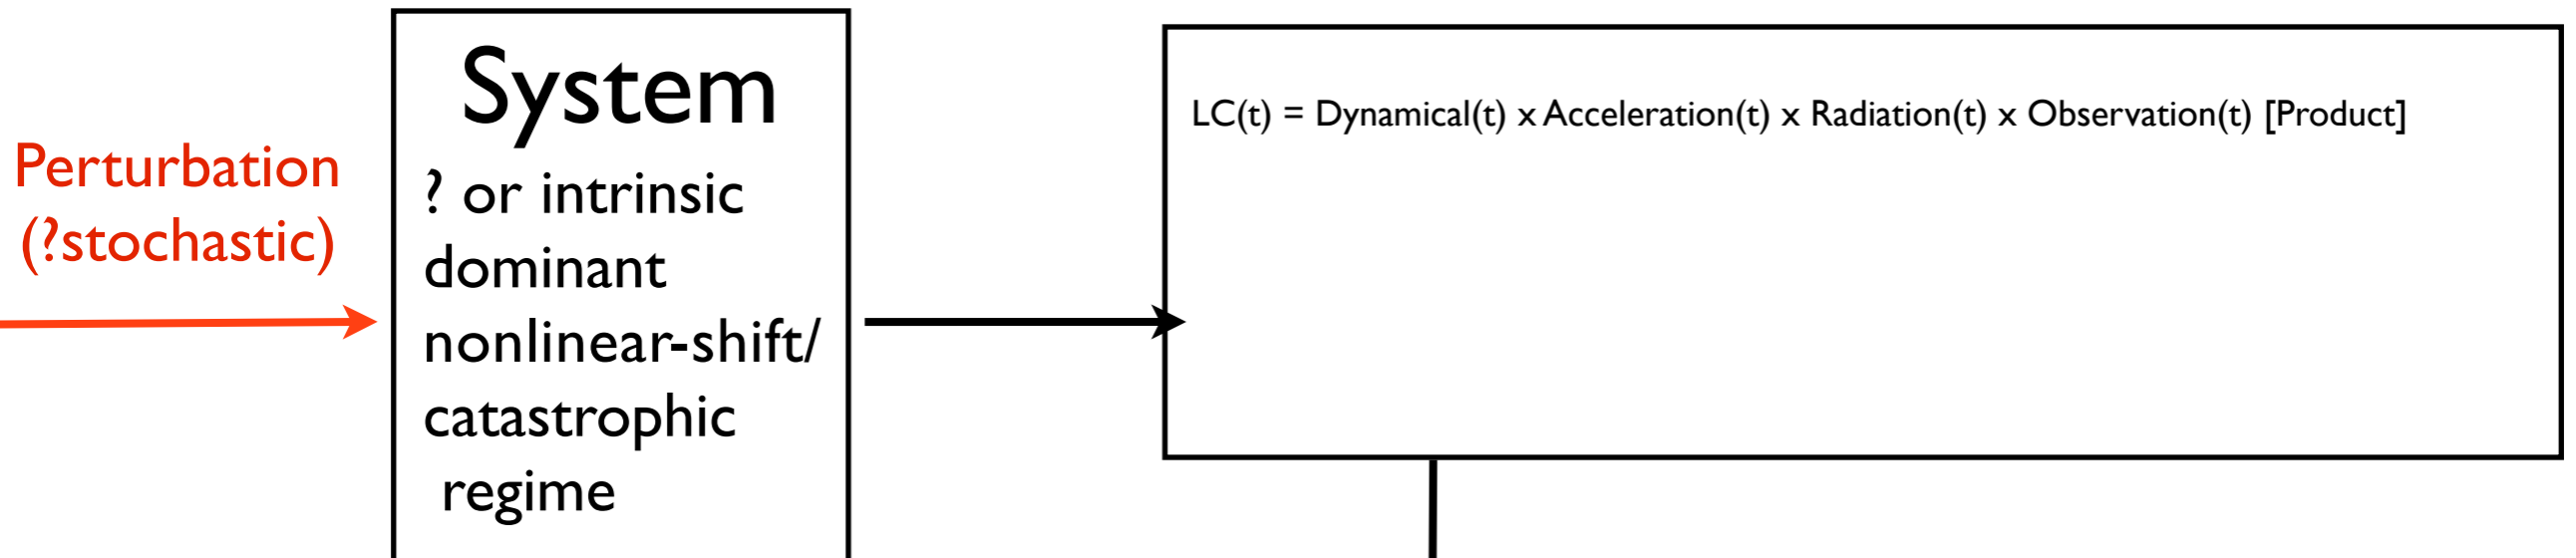 Perturbation
(?stochastic)
System
? or intrinsic
dominant
nonlinear-shift/
catastrophic
regime
LC(t) = Dynamical(t) x Acceleration(t) x Radiation(t) x Observation(t) [Product]